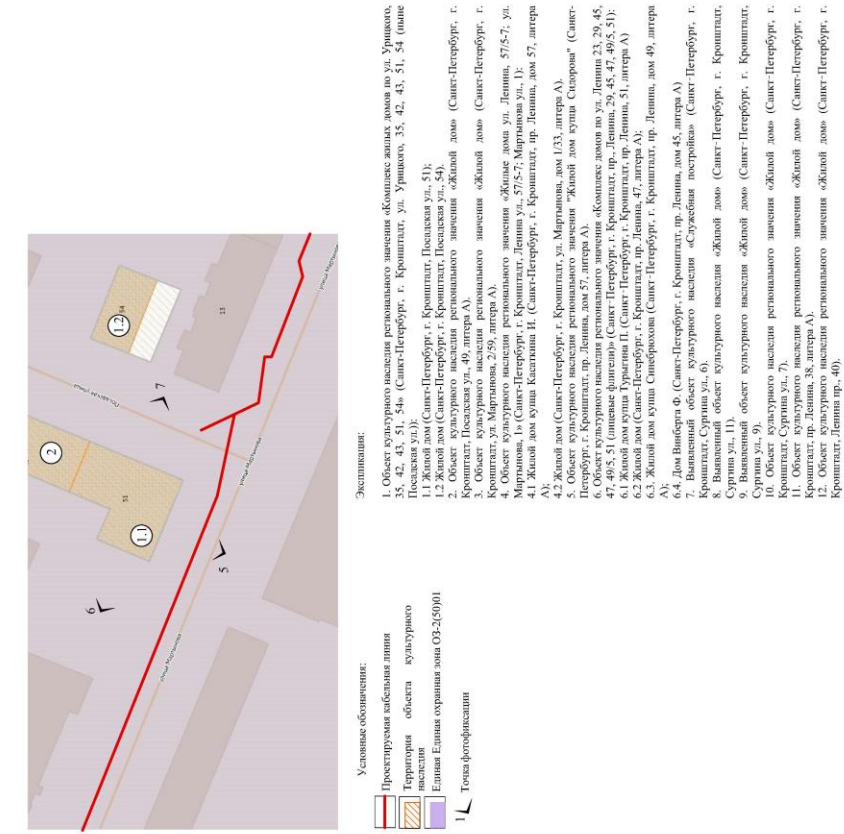 54
1.2
13
7
Посадская улица
2
51
1.1
6
5
улица Мартынова
улица Мартынова
улица Мартынова
Условные обозначения:
Проектируемая кабельная линия
Территория объекта культурного
наследия
Единая Единая охранная зона ОЗ-2(50)01
1 Точка фотофиксации
Экспликация:
1. Объект культурного наследия регионального значения «Комплекс жилых домов по ул. Урицкого,
35, 42, 43, 51, 54» (Санкт-Петербург, г. Кронштадт, ул. Урицкого, 35, 42, 43, 51, 54 (ныне
Посадская ул.)):
1.1 Жилой дом (Санкт-Петербург, г. Кронштадт, Посадская ул., 51);
1.2 Жилой дом (Санкт-Петербург, г. Кронштадт, Посадская ул., 54).
2. Объект культурного наследия регионального значения «Жилой дом» (Санкт-Петербург, г.
Кронштадт, Посадская ул., 49, литера А).
3. Объект культурного наследия регионального значения «Жилой дом» (Санкт-Петербург, г.
Кронштадт, ул. Мартынова, 2/59, литера А).
4. Объект культурного наследия регионального значения «Жилые дома ул. Ленина, 57/5-7; ул.
Мартынова, 1» (Санкт-Петербург, г. Кронштадт, Ленина ул., 57/5-7; Мартынова ул., 1):
4.1 Жилой дом купца Касаткина И. (Санкт-Петербург, г. Кронштадт, пр. Ленина, дом 57, литера
А);
4.2 Жилой дом (Санкт-Петербург, г. Кронштадт, ул. Мартынова, дом 1/33, литера А).
5. Объект культурного наследия регионального значения "Жилой дом купца Сидорова" (Санкт-
Петербург, г. Кронштадт, пр. Ленина, дом 57, литера А).
6. Объект культурного наследия регионального значения «Комплекс домов по ул. Ленина 23, 29, 45,
47, 49/5, 51 (лицевые флигели)» (Санкт-Петербург, г. Кронштадт, пр., Ленина, 29, 45, 47, 49/5, 51):
6.1 Жилой дом купца Турыгина П. (Санкт-Петербург, г. Кронштадт, пр. Ленина, 51, литера А)
6.2 Жилой дом (Санкт-Петербург, г. Кронштадт, пр. Ленина, 47, литера А);
6.3. Жилой дом купца Синебрюхова (Санкт-Петербург, г. Кронштадт, пр. Ленина, дом 49, литера
А);
6.4. Дом Винберга Ф. (Санкт-Петербург, г. Кронштадт, пр. Ленина, дом 45, литера А)
7. Выявленный объект культурного наследия «Служебная постройка» (Санкт-Петербург, г.
Кронштадт, Сургина ул., 6).
8. Выявленный объект культурного наследия «Жилой дом» (Санкт-Петербург, г. Кронштадт,
Сургина ул., 11).
9. Выявленный объект культурного наследия «Жилой дом» (Санкт-Петербург, г. Кронштадт,
Сургина ул., 9).
10. Объект культурного наследия регионального значения «Жилой дом» (Санкт-Петербург, г.
Кронштадт, Сургина ул., 7).
11. Объект культурного наследия регионального значения «Жилой дом» (Санкт-Петербург, г.
Кронштадт, пр. Ленина, 38, литера А).
12. Объект культурного наследия регионального значения «Жилой дом» (Санкт-Петербург, г.
Кронштадт, Ленина пр., 40).